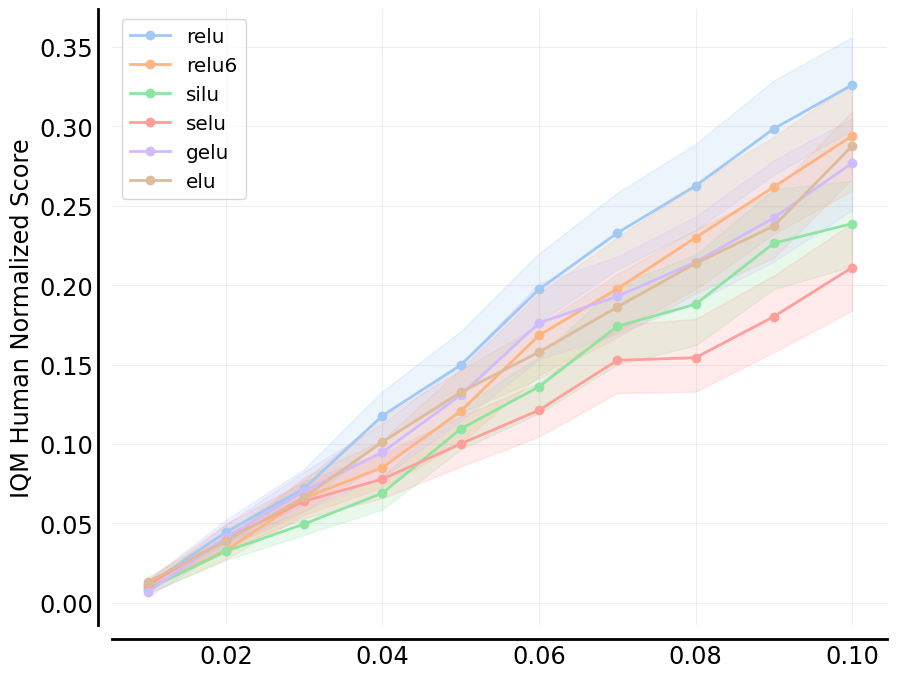 relu
relu6
silu
selu
gelu
elu
IQM Human Normalized Score
0.35
0.30
0.25
0.20
0.15
0.10
0.05
0.00
0.02 0.04 0.06 0.08 0.10